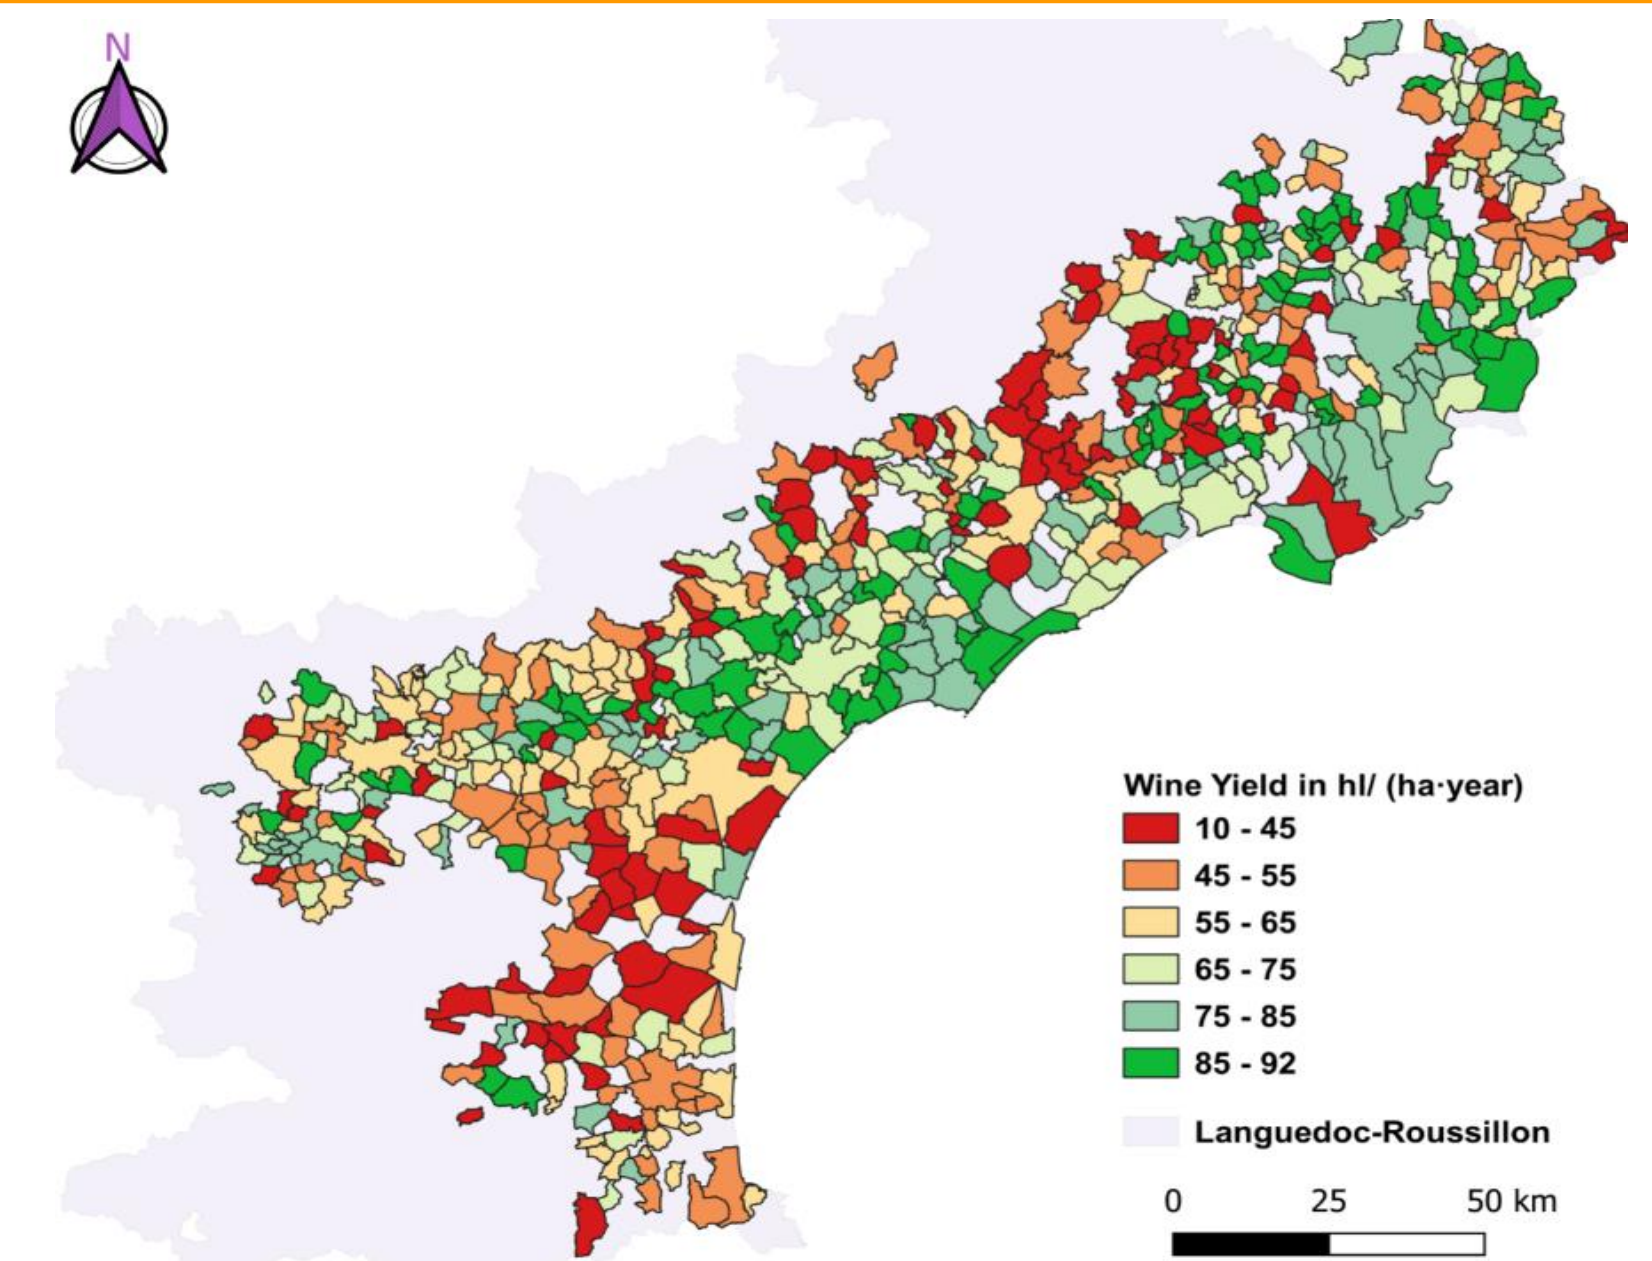 N
Wine Yield in hl/ (ha·year)
10 - 45
45 - 55
55 - 65
65 - 75
75 - 85
85 - 92
Languedoc-Roussillon
0 25 50 km